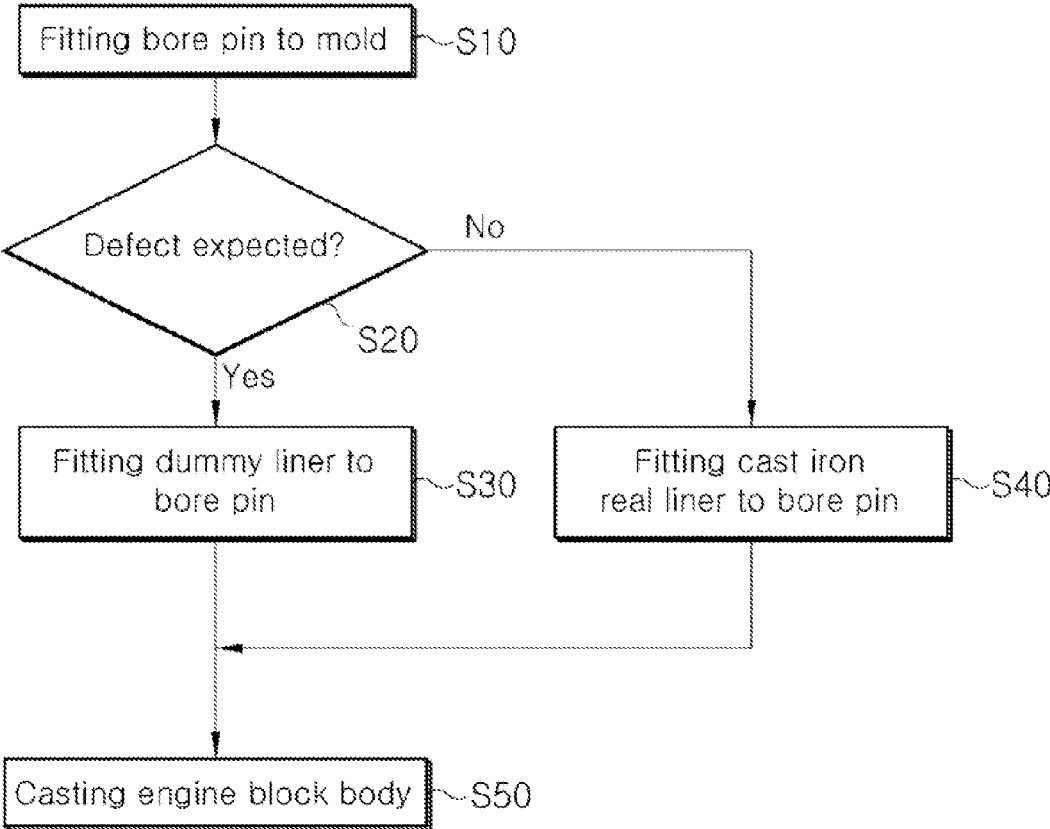 Fitting bore pin to mold
S10
Defect expected?
No
S20
Yes
Fitting dummy liner to
bore pin
S30
Fitting cast iron
real liner to bore pin
S40
Casting engine block body
S50